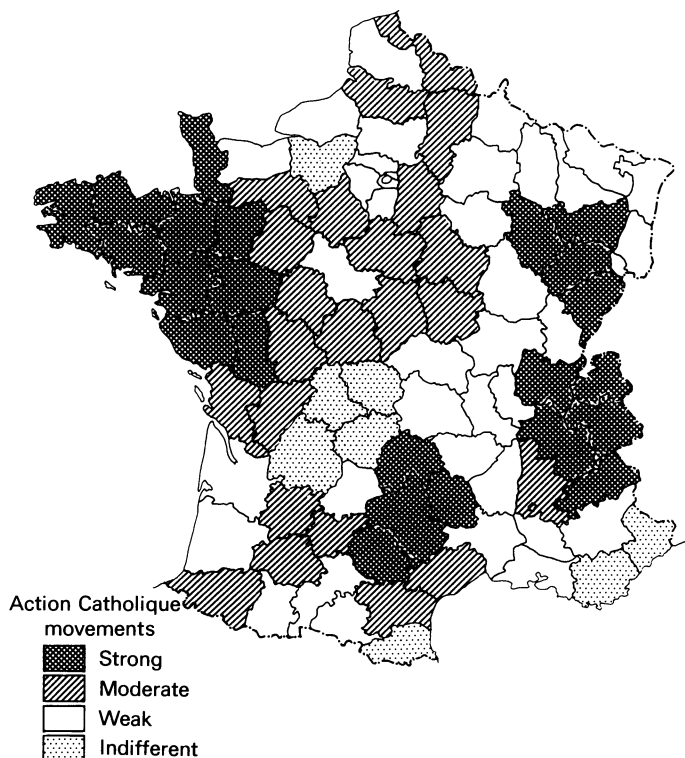 Action Catholique
movements
Strong
Moderate
Weak
Indifferent